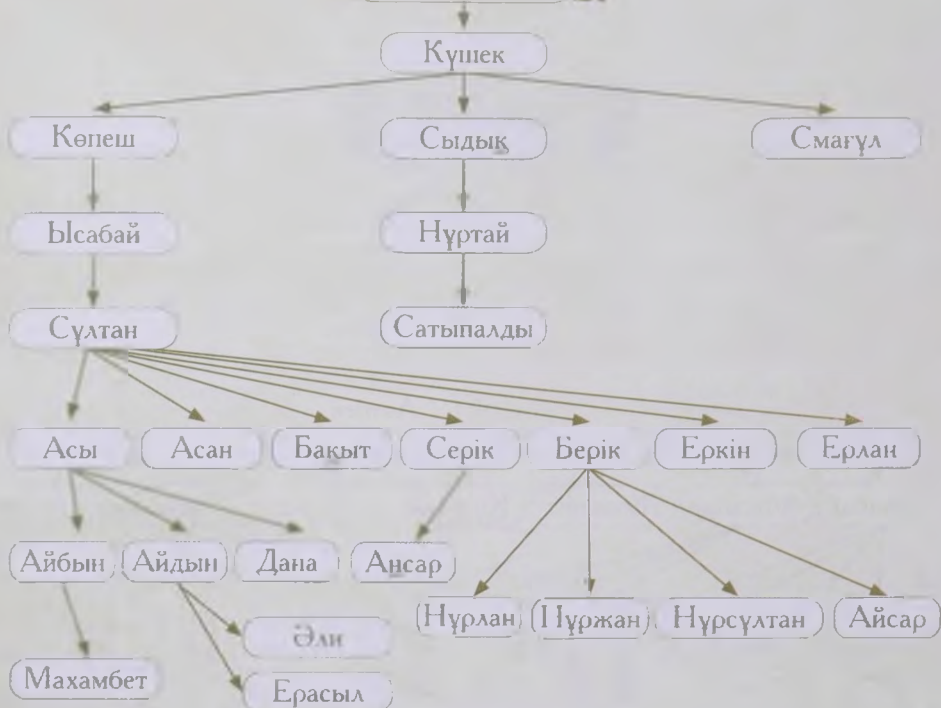 Күшек
Көпеш Сыдық Смағұл
Ысабай Нұртай
Сұлтан Сатыпалды
Асы Асан Бақыт Серік Берік Еркін Ерлан
Айбын Айдын Дана Ансар
Нұрлан Нұржан Нұрсұлтан Айсар
Әли
Махамбет Ерасыл